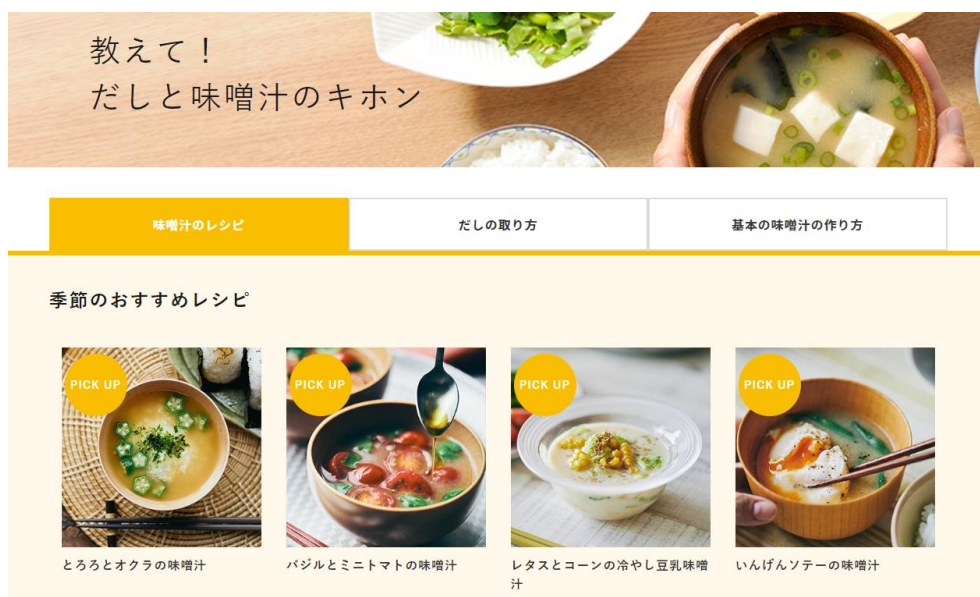 教えて！
だしと味噌汁のキホン
味噌汁のレシピ
だしの取り方
基本の味噌汁の作り方
季節のおすすめレシピ
PICK UP
PICK UP
PICK UP
PICK UP
とろろとオクラの味噌汁
バジルとミニトマトの味噌汁
レタスとコーンの冷やし豆乳味噌
汁
いんげんソテーの味噌汁